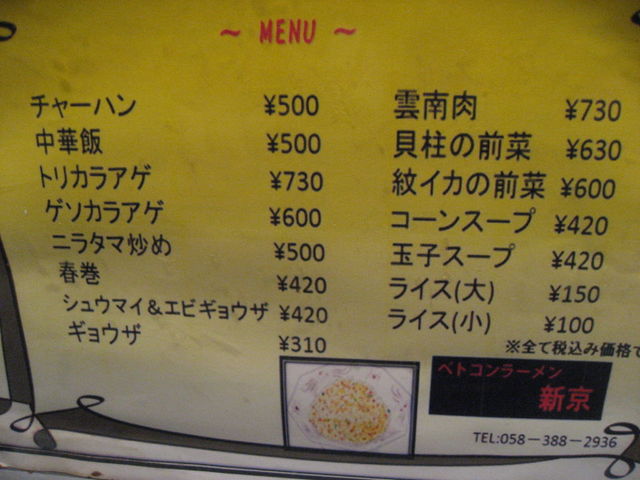 ～ MENU ～
チャーハン ¥500
中華飯 ¥500
トリカラアゲ ¥730
ゲソカラアゲ ¥600
ニラタマ炒め ¥500
春巻 ¥420
シュウマイ&エビギョウザ ¥420
ギョウザ ¥310
雲南肉 ¥730
貝柱の前菜 ¥630
紋イカの前菜 ¥600
コーンスープ ¥420
玉子スープ ¥420
ライス(大) ¥150
ライス(小) ¥100
※全て税込み価格で
ベトコンラーメン
新京
TEL:058－388－2936